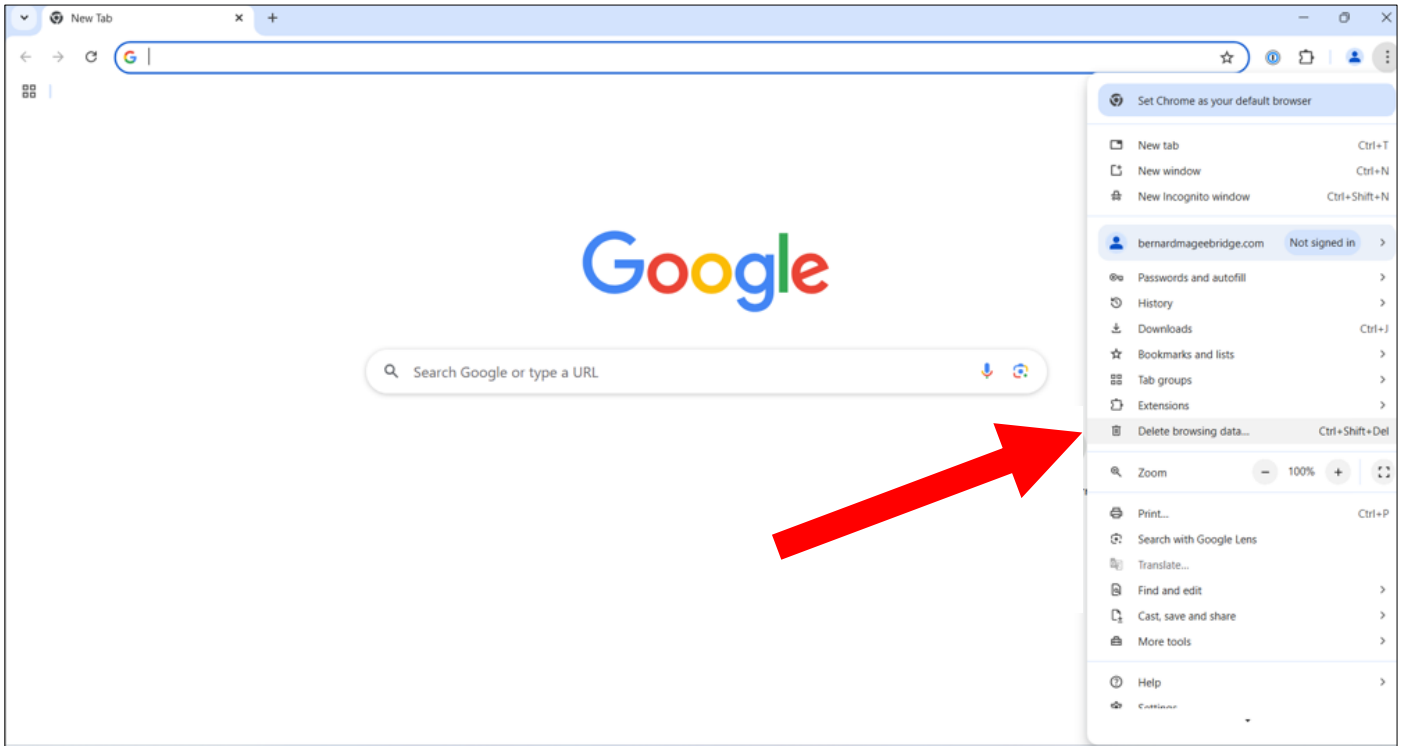 New Tab
Set Chrome as your default browser
New tab Ctrl+T
New window Ctrl+N
New Incognito window Ctrl+Shift+N
bernardmageebridge.com Not signed in
Passwords and autofill
History
Downloads Ctrl+J
Bookmarks and lists
Tab groups
Extensions
Delete browsing data... Ctrl+Shift+Del
Zoom − 100% +
Print... Ctrl+P
Search with Google Lens
Translate...
Find and edit
Cast, save and share
More tools
Help
Settings
Google
Search Google or type a URL